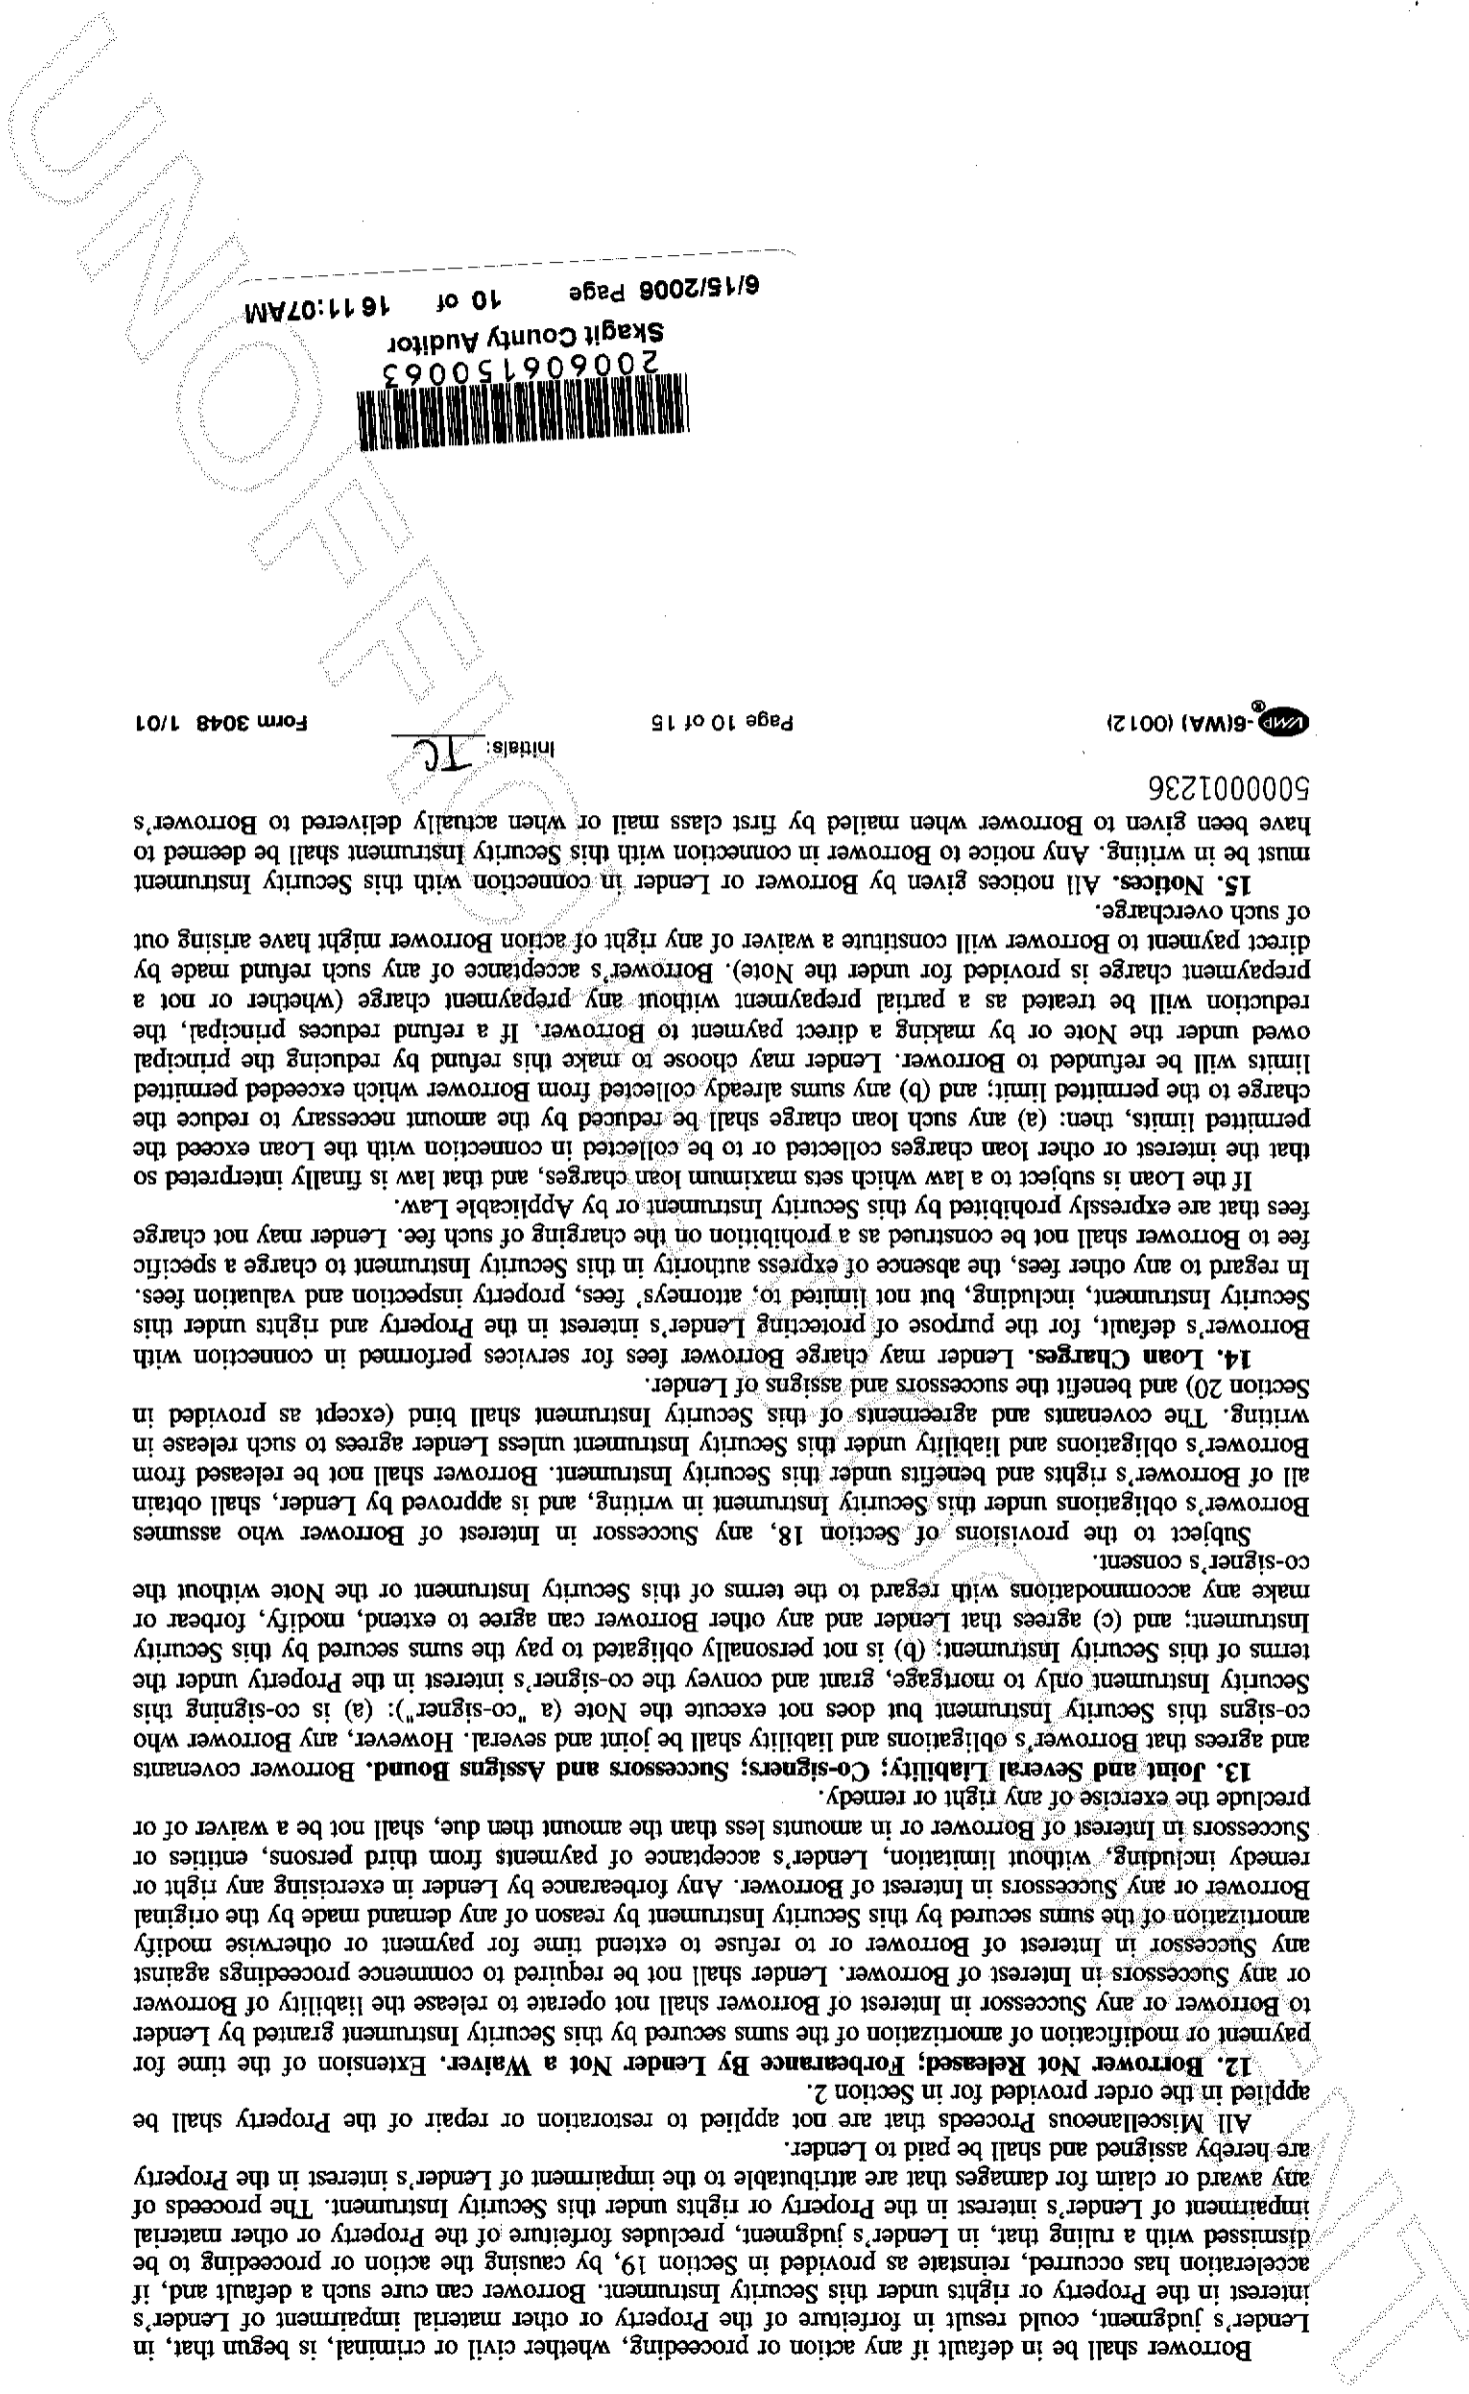 Borrower shall be in default if any action or proceeding, whether civil or criminal, is begun that, in
Lender's judgment, could result in forfeiture of the Property or other material impairment of Lender's
interest in the Property or rights under this Security Instrument. Borrower can cure such a default and, if
acceleration has occurred, reinstate as provided in Section 19, by causing the action or proceeding to be
dismissed with a ruling that, in Lender's judgment, precludes forfeiture of the Property or other material
impairment of Lender's interest in the Property or rights under this Security Instrument. The proceeds of
any award or claim for damages that are attributable to the impairment of Lender's interest in the Property
are hereby assigned and shall be paid to Lender.
All Miscellaneous Proceeds that are not applied to restoration or repair of the Property shall be
applied in the order provided for in Section 2.
12. Borrower Not Released; Forbearance By Lender Not a Waiver. Extension of the time for
payment or modification of amortization of the sums secured by this Security Instrument granted by Lender
to Borrower or any Successor in Interest of Borrower shall not operate to release the liability of Borrower
or any Successors in Interest of Borrower. Lender shall not be required to commence proceedings against
any Successor in Interest of Borrower or to refuse to extend time for payment or otherwise modify
amortization of the sums secured by this Security Instrument by reason of any demand made by the original
Borrower or any Successors in Interest of Borrower. Any forbearance by Lender in exercising any right or
remedy including, without limitation, Lender's acceptance of payments from third persons, entities or
Successors in Interest of Borrower or in amounts less than the amount then due, shall not be a waiver of or
preclude the exercise of any right or remedy.
13. Joint and Several Liability; Co-signers; Successors and Assigns Bound. Borrower covenants
and agrees that Borrower's obligations and liability shall be joint and several. However, any Borrower who
co-signs this Security Instrument but does not execute the Note (a "co-signer"): (a) is co-signing this
Security Instrument only to mortgage, grant and convey the co-signer's interest in the Property under the
terms of this Security Instrument; (b) is not personally obligated to pay the sums secured by this Security
Instrument; and (c) agrees that Lender and any other Borrower can agree to extend, modify, forbear or
make any accommodations with regard to the terms of this Security Instrument or the Note without the
co-signer's consent.
Subject to the provisions of Section 18, any Successor in Interest of Borrower who assumes
Borrower's obligations under this Security Instrument in writing, and is approved by Lender, shall obtain
all of Borrower's rights and benefits under this Security Instrument. Borrower shall not be released from
Borrower's obligations and liability under this Security Instrument unless Lender agrees to such release in
writing. The covenants and agreements of this Security Instrument shall bind (except as provided in
Section 20) and benefit the successors and assigns of Lender.
14. Loan Charges. Lender may charge Borrower fees for services performed in connection with
Borrower's default, for the purpose of protecting Lender's interest in the Property and rights under this
Security Instrument, including, but not limited to, attorneys' fees, property inspection and valuation fees.
In regard to any other fees, the absence of express authority in this Security Instrument to charge a specific
fee to Borrower shall not be construed as a prohibition on the charging of such fee. Lender may not charge
fees that are expressly prohibited by this Security Instrument or by Applicable Law.
If the Loan is subject to a law which sets maximum loan charges, and that law is finally interpreted so
that the interest or other loan charges collected or to be collected in connection with the Loan exceed the
permitted limits, then: (a) any such loan charge shall be reduced by the amount necessary to reduce the
charge to the permitted limit; and (b) any sums already collected from Borrower which exceeded permitted
limits will be refunded to Borrower. Lender may choose to make this refund by reducing the principal
owed under the Note or by making a direct payment to Borrower. If a refund reduces principal, the
reduction will be treated as a partial prepayment without any prepayment charge (whether or not a
prepayment charge is provided for under the Note). Borrower's acceptance of any such refund made by
direct payment to Borrower will constitute a waiver of any right of action Borrower might have arising out
of such overcharge.
15. Notices. All notices given by Borrower or Lender in connection with this Security Instrument
must be in writing. Any notice to Borrower in connection with this Security Instrument shall be deemed to
have been given to Borrower when mailed by first class mail or when actually delivered to Borrower's
5000001236
Initials: TC
VMP®-6(WA) (0012) Page 10 of 15 Form 3048 1/01
200606150063
Skagit County Auditor
6/15/2006 Page 10 of 16 11:07AM
UNOFFICIAL DOCUMENT